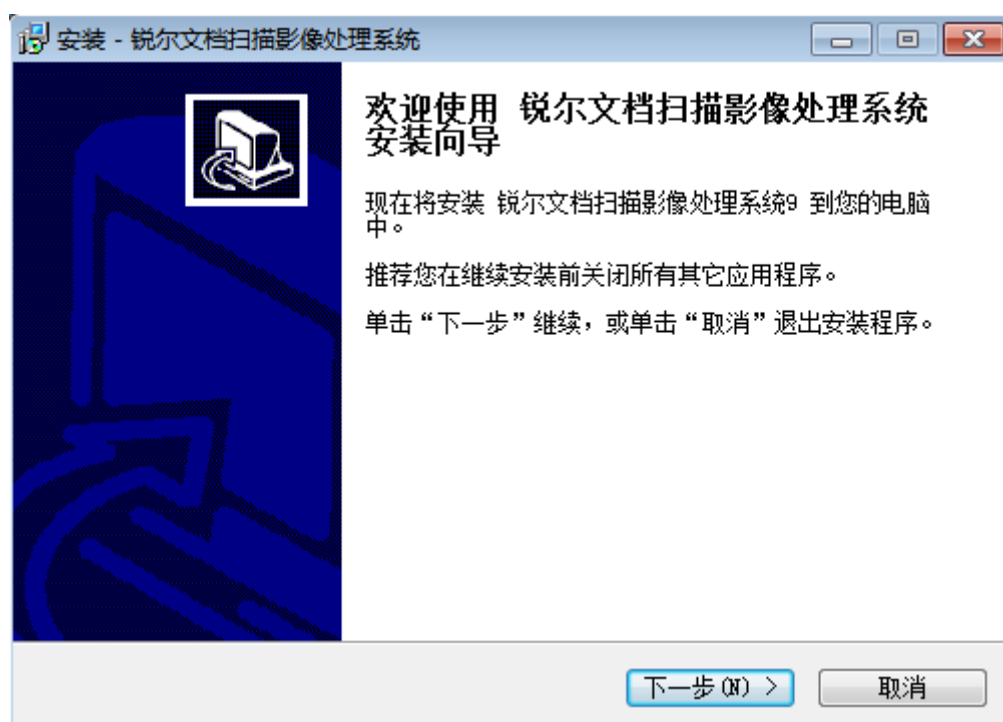 安装 - 锐尔文档扫描影像处理系统
欢迎使用 锐尔文档扫描影像处理系统
安装向导
现在将安装 锐尔文档扫描影像处理系统9 到您的电脑
中。
推荐您在继续安装前关闭所有其它应用程序。
单击“下一步”继续，或单击“取消”退出安装程序。
下一步(N) >
取消